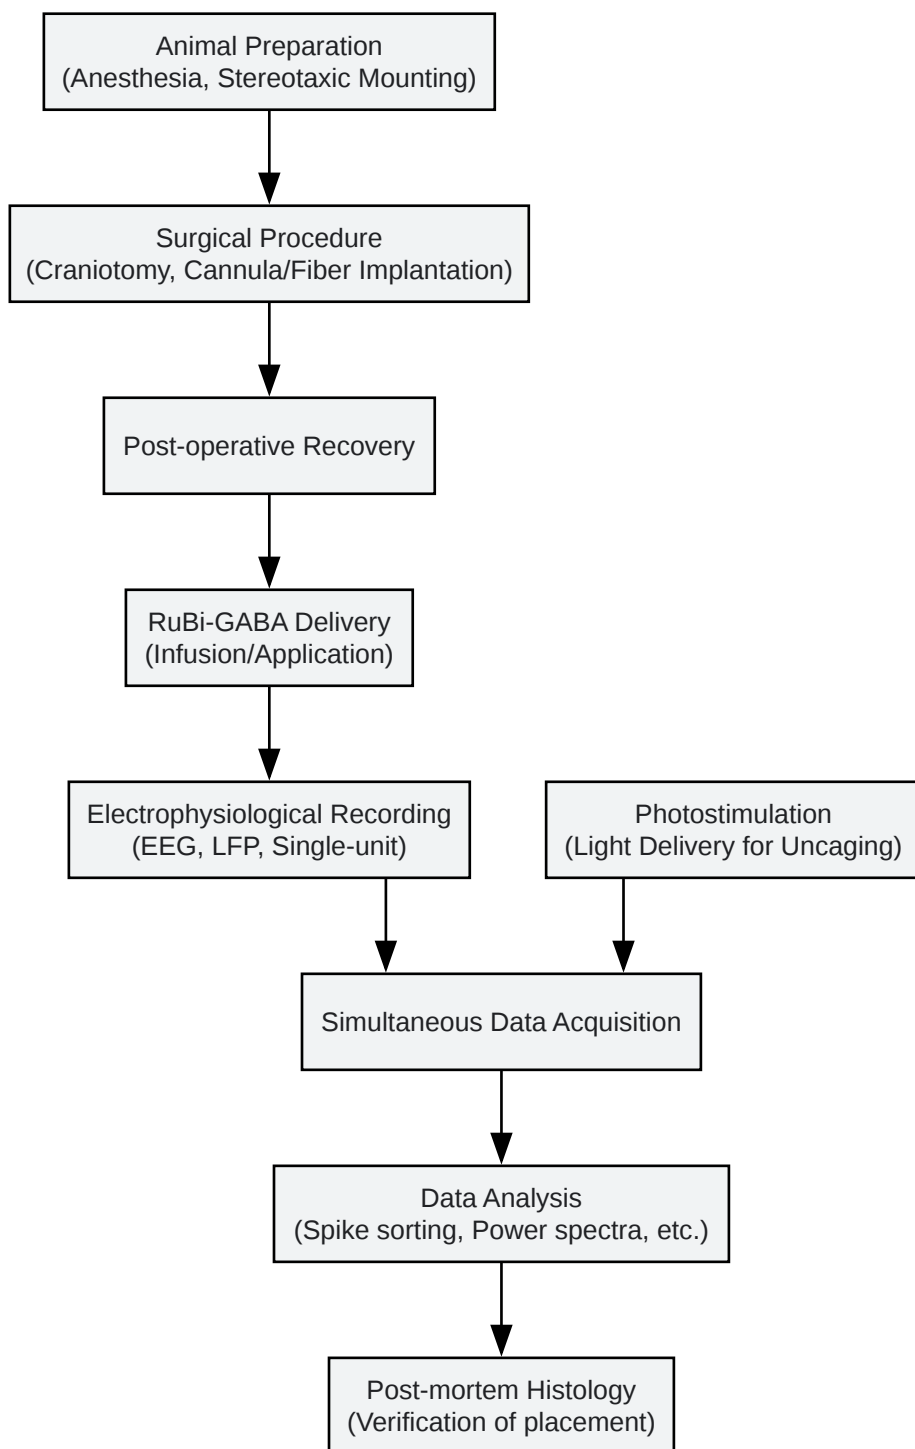 Animal Preparation
(Anesthesia, Stereotaxic Mounting)
Surgical Procedure
(Craniotomy, Cannula/Fiber Implantation)
Post-operative Recovery
RuBi-GABA Delivery
(Infusion/Application)
Electrophysiological Recording
(EEG, LFP, Single-unit)
Photostimulation
(Light Delivery for Uncaging)
Simultaneous Data Acquisition
Data Analysis
(Spike sorting, Power spectra, etc.)
Post-mortem Histology
(Verification of placement)